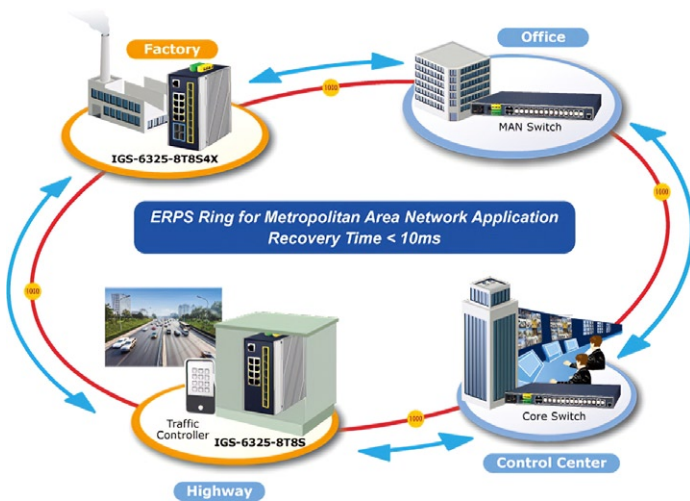 Factory
Office
1000
IGS-6325-8T8S4X
MAN Switch
1000
ERPS Ring for Metropolitan Area Network Application
Recovery Time < 10ms
1000
Traffic
Controller
IGS-6325-8T8S
1000
Core Switch
Highway
Control Center